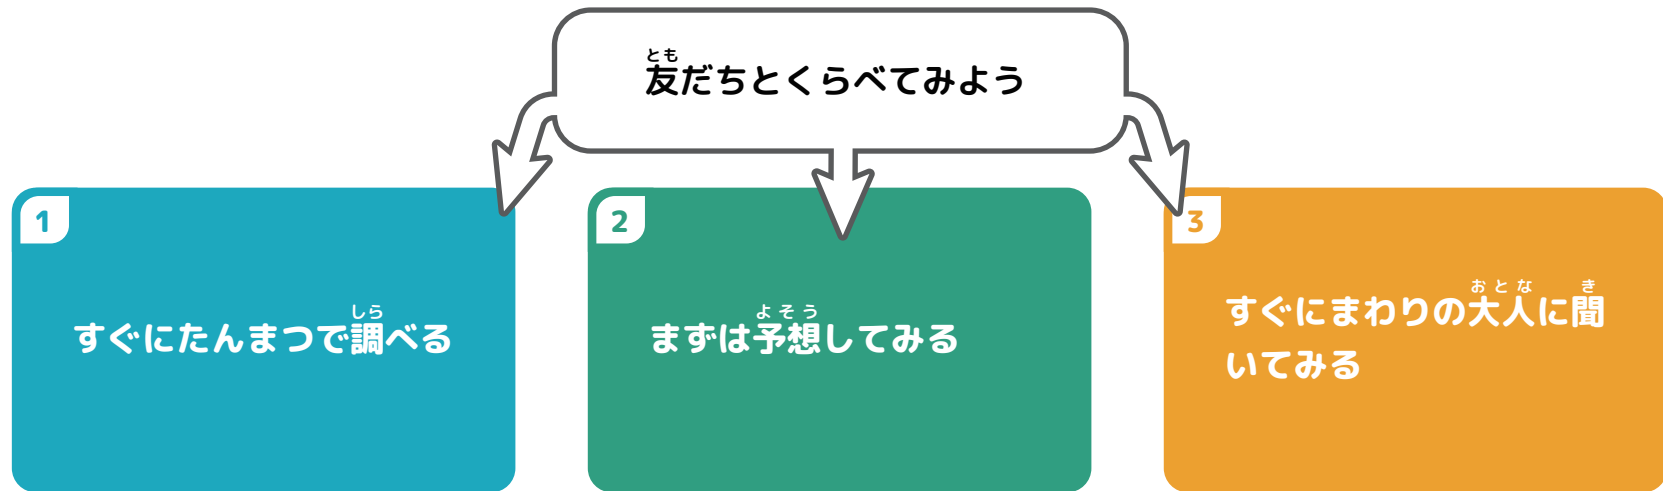 友だちとくらべてみよう
とも
1
すぐにたんまつで調べる
しら
2
まずは予想してみる
よそう
3
すぐにまわりの大人に聞
おとな
き
いてみる